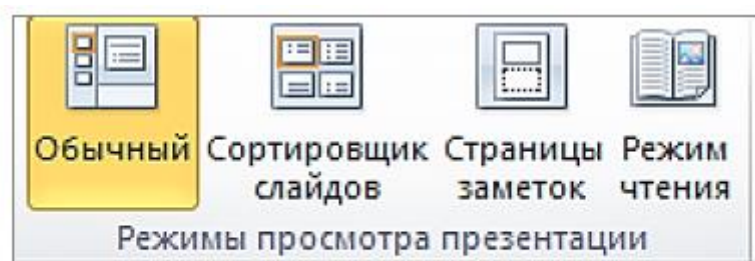 Обычный
Сортировщик
слайдов
Страницы
заметок
Режим
чтения
Режимы просмотра презентации